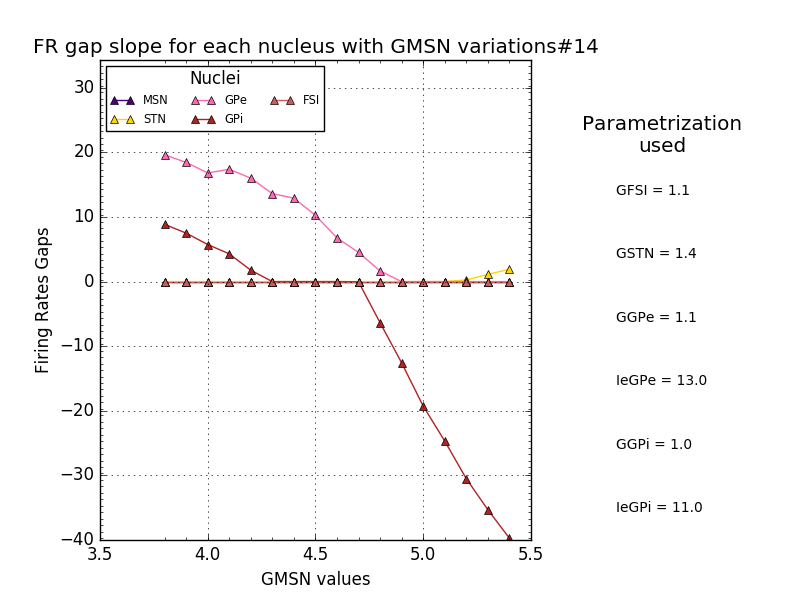 FR gap slope for each nucleus with GMSN variations#14
Nuclei
MSN GPe FSI
STN GPi
30
20
10
0
−10
−20
−30
−40
3.5 4.0 4.5 5.0 5.5
Firing Rates Gaps
GMSN values
Parametrization
used
GFSI = 1.1
GSTN = 1.4
GGPe = 1.1
IeGPe = 13.0
GGPi = 1.0
IeGPi = 11.0